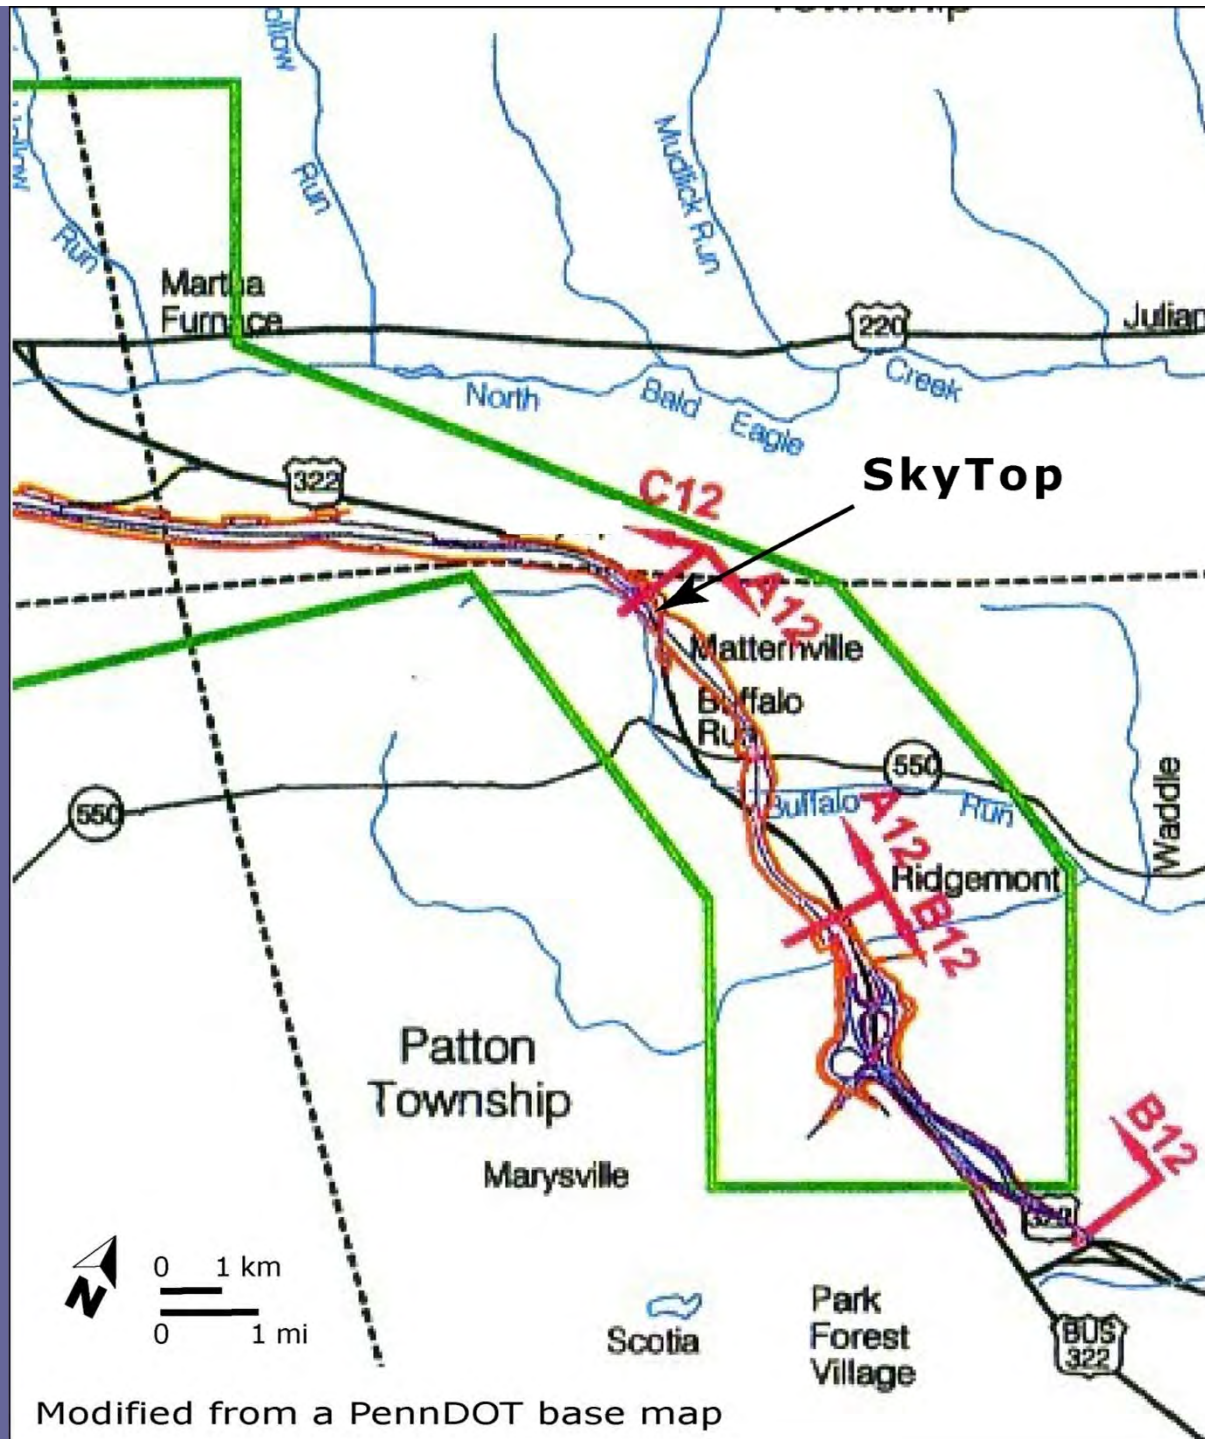 Township
Run
Run
Mudlick Run
Martha
Furnace
220
Julian
North Bald Eagle Creek
322
C12
SkyTop
A12
Matternville
Buffalo
Run
550
550
Buffalo Run
Waddle
A12
Ridgemont
B12
Patton
Township
Marysville
B12
322
N
0 1 km
0 1 mi
Scotia
Park
Forest
Village
BUS
322
Modified from a PennDOT base map